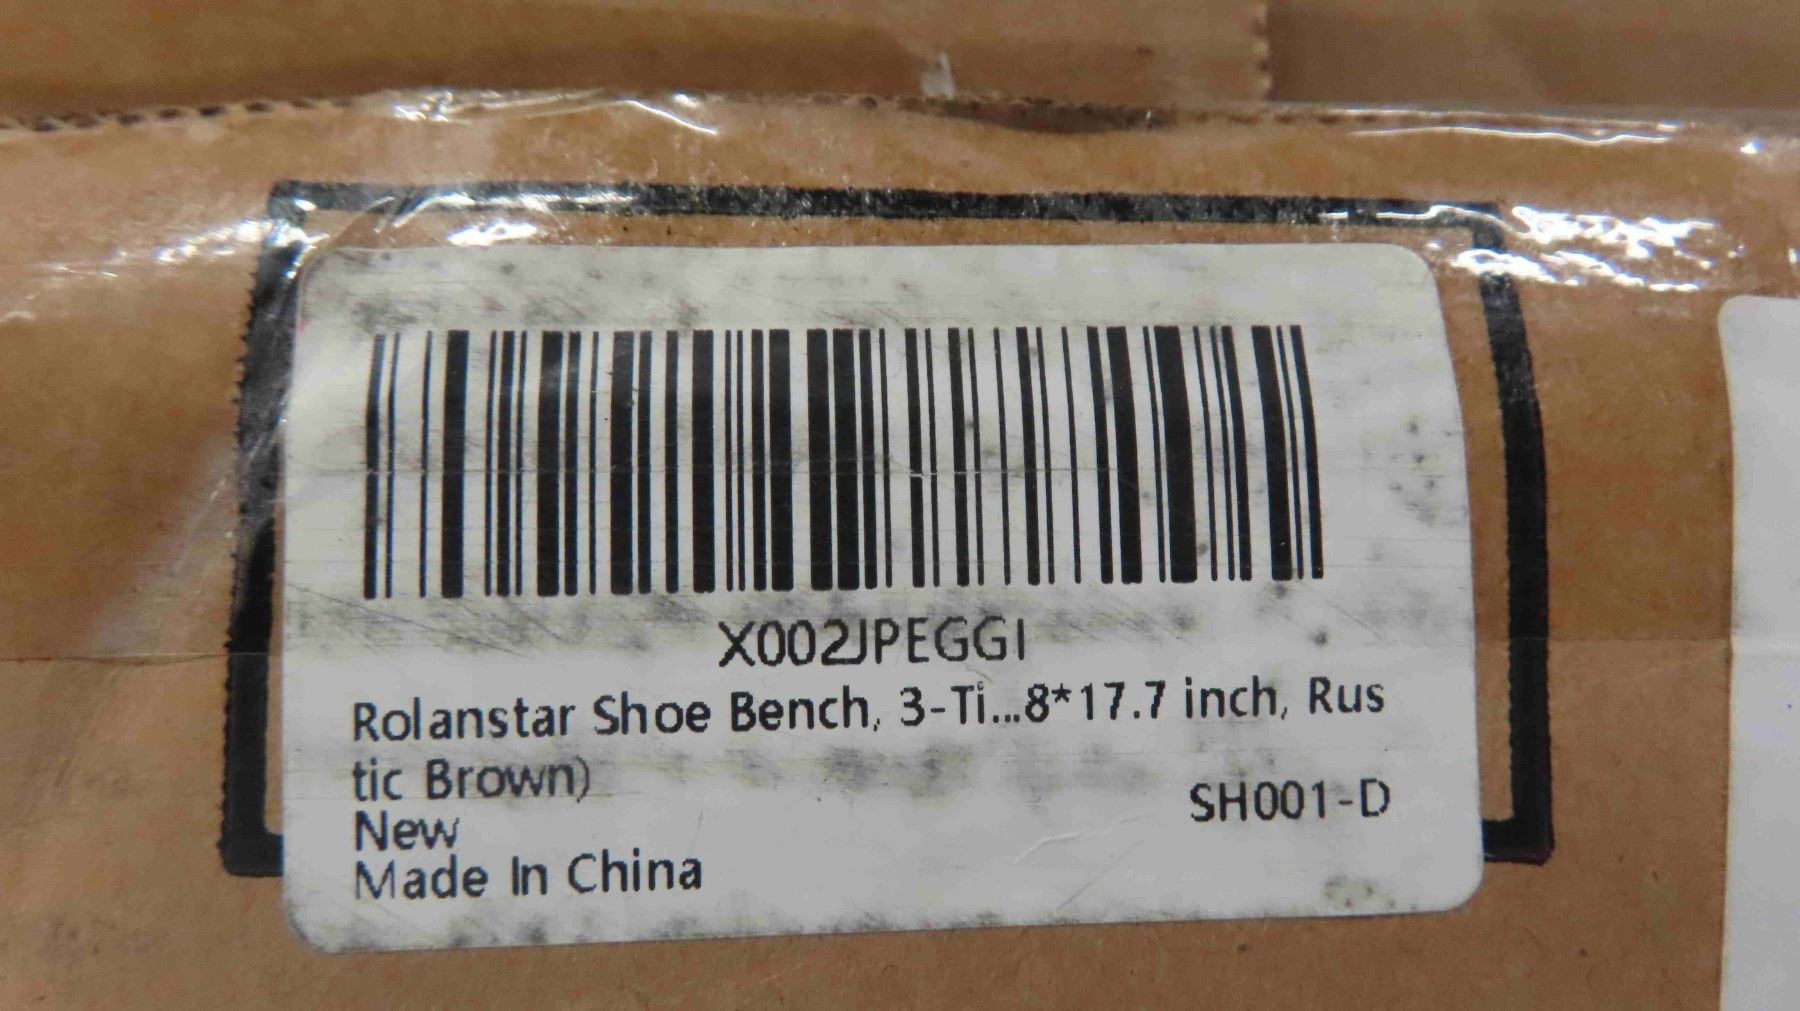 X002JPEGGI
Rolanstar Shoe Bench, 3-Ti...8*17.7 inch, Rus
tic Brown)
SH001-D
New
Made In China